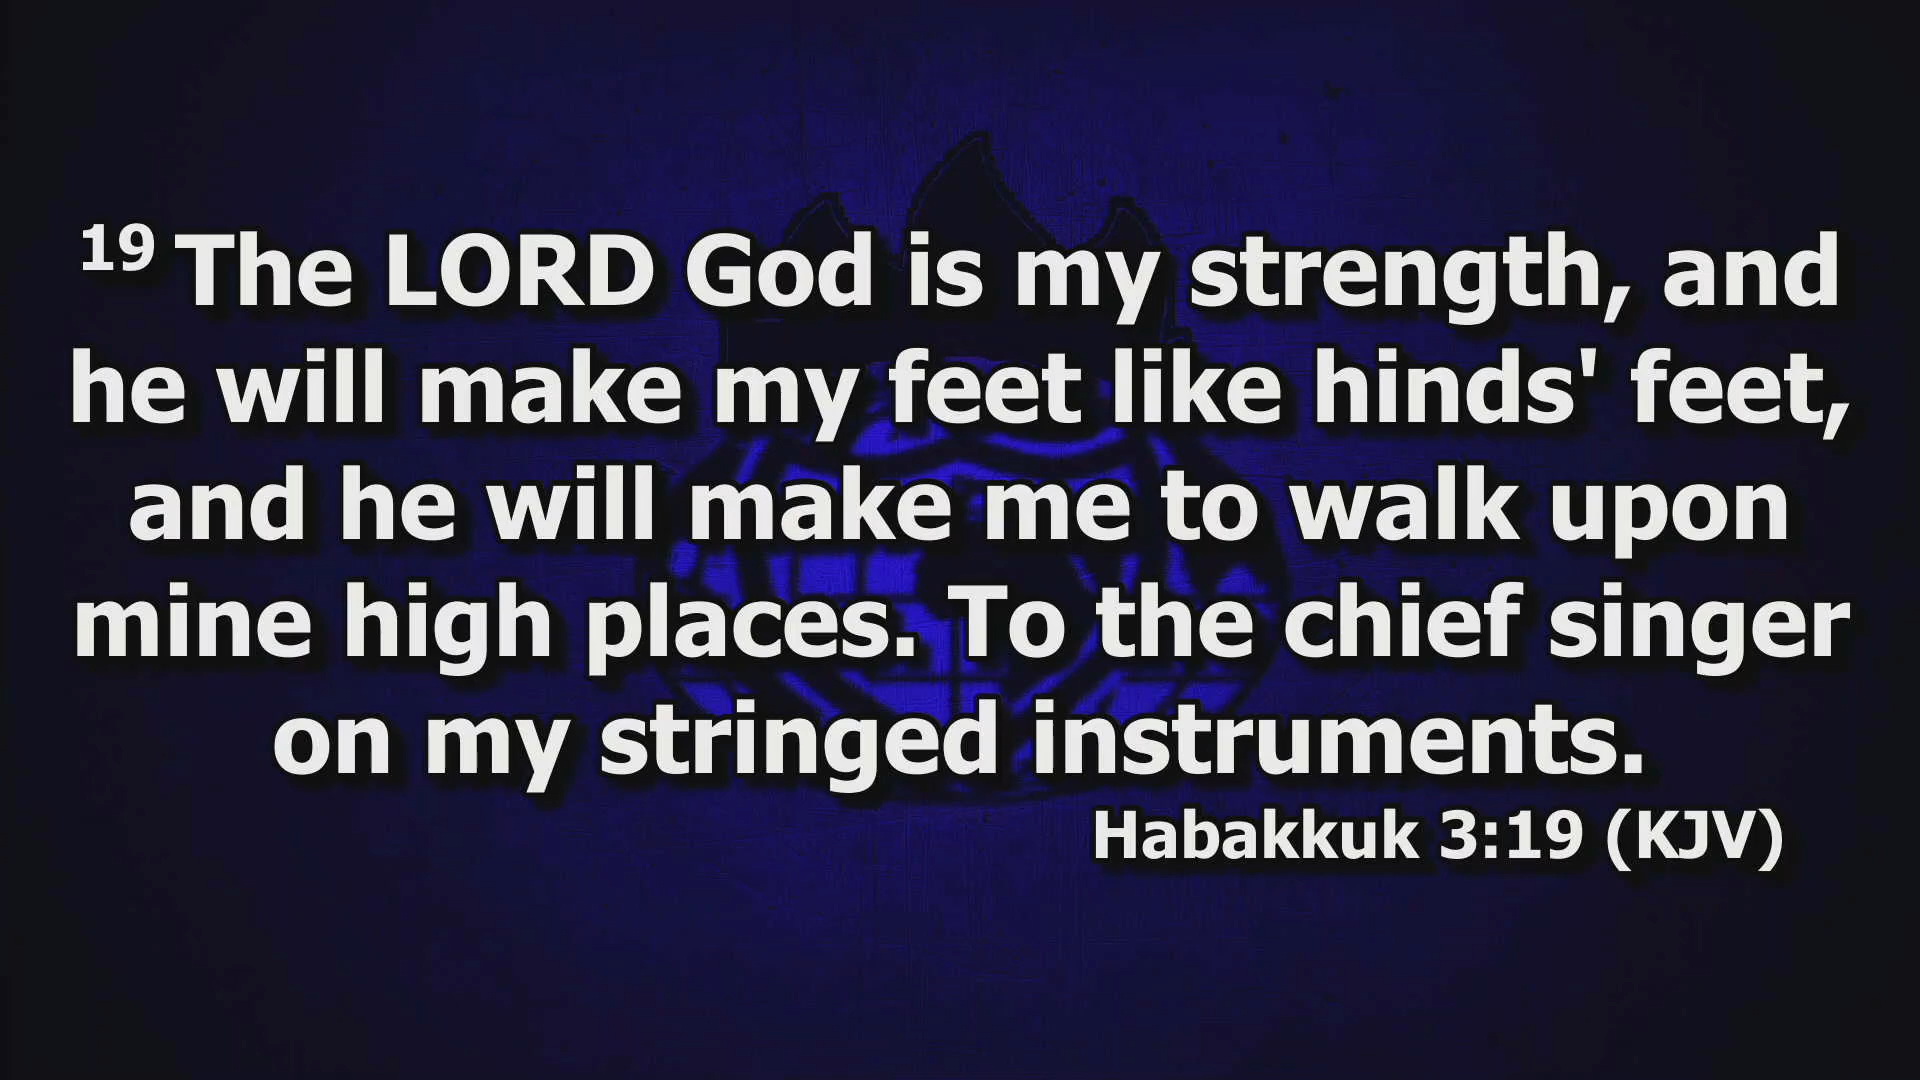 19 The LORD God is my strength, and
he will make my feet like hinds' feet,
and he will make me to walk upon
mine high places. To the chief singer
on my stringed instruments.
Habakkuk 3:19 (KJV)